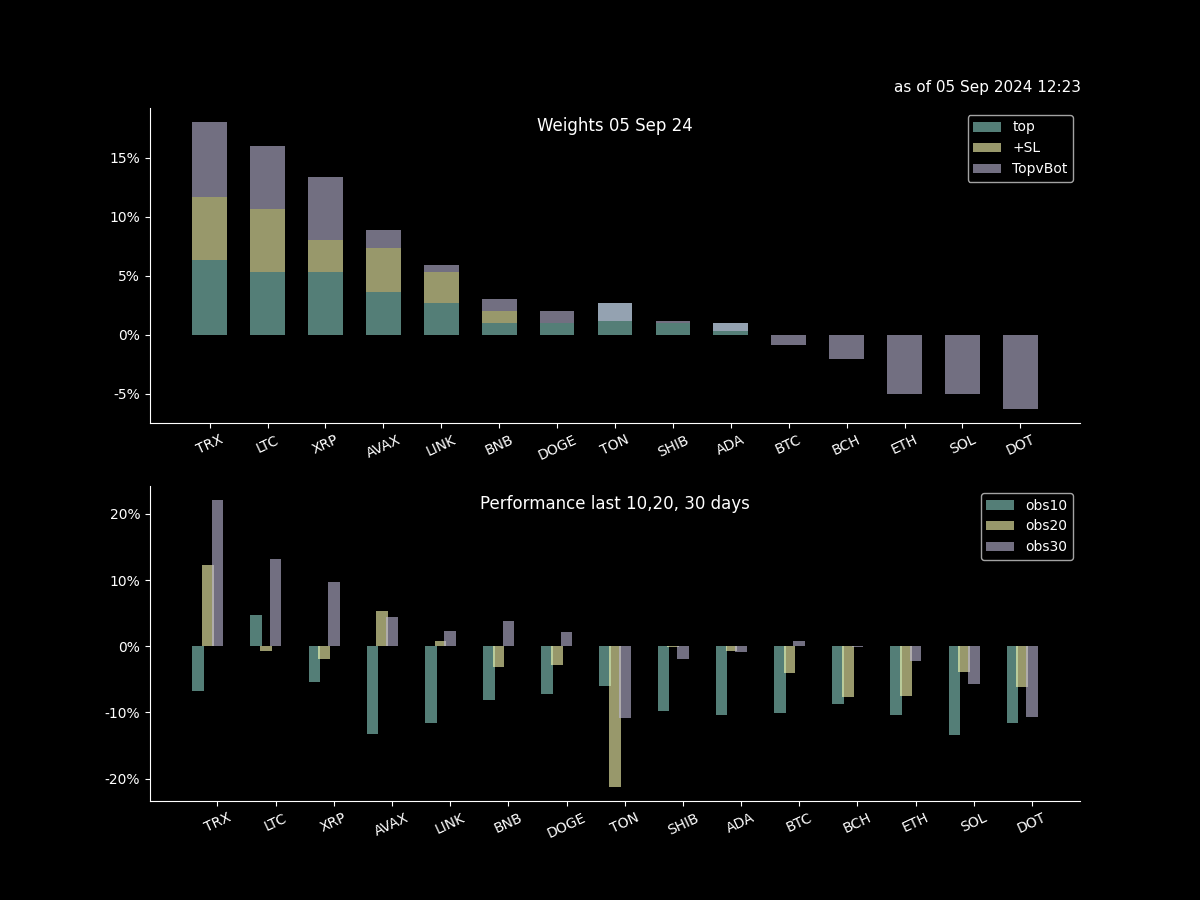 as of 05 Sep 2024 12:23
Weights 05 Sep 24
top
+SL
TopvBot
15%
10%
5%
0%
-5%
TRX LTC XRP AVAX LINK BNB DOGE TON SHIB ADA BTC BCH ETH SOL DOT
Performance last 10,20, 30 days
obs10
obs20
obs30
20%
10%
0%
-10%
-20%
TRX LTC XRP AVAX LINK BNB DOGE TON SHIB ADA BTC BCH ETH SOL DOT